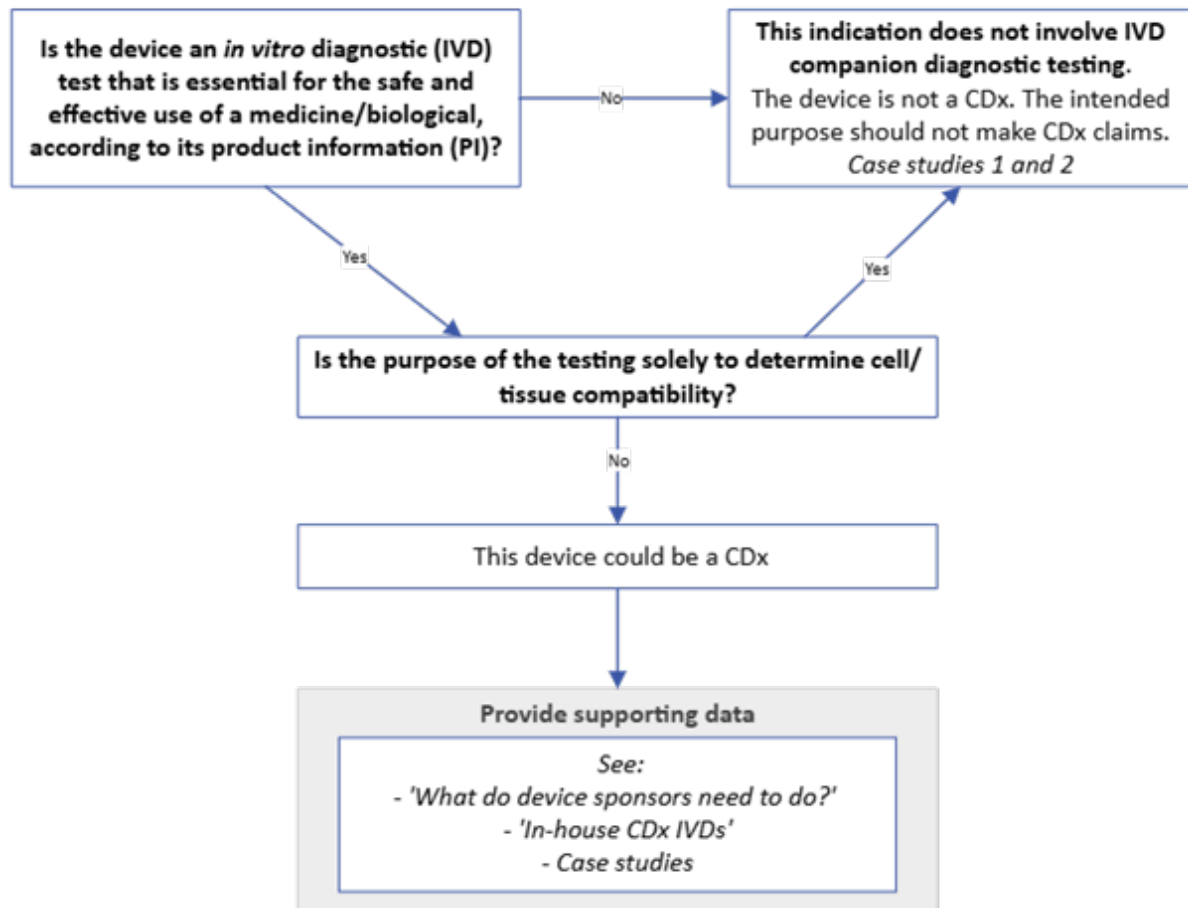 Is the device an in vitro diagnostic (IVD)
test that is essential for the safe and
effective use of a medicine/biological,
according to its product information (PI)?
No
This indication does not involve IVD
companion diagnostic testing.
The device is not a CDx. The intended
purpose should not make CDx claims.
Case studies 1 and 2
Yes
Yes
Is the purpose of the testing solely to determine cell/
tissue compatibility?
No
This device could be a CDx
Provide supporting data
See:
- 'What do device sponsors need to do?'
- 'In-house CDx IVDs'
- Case studies